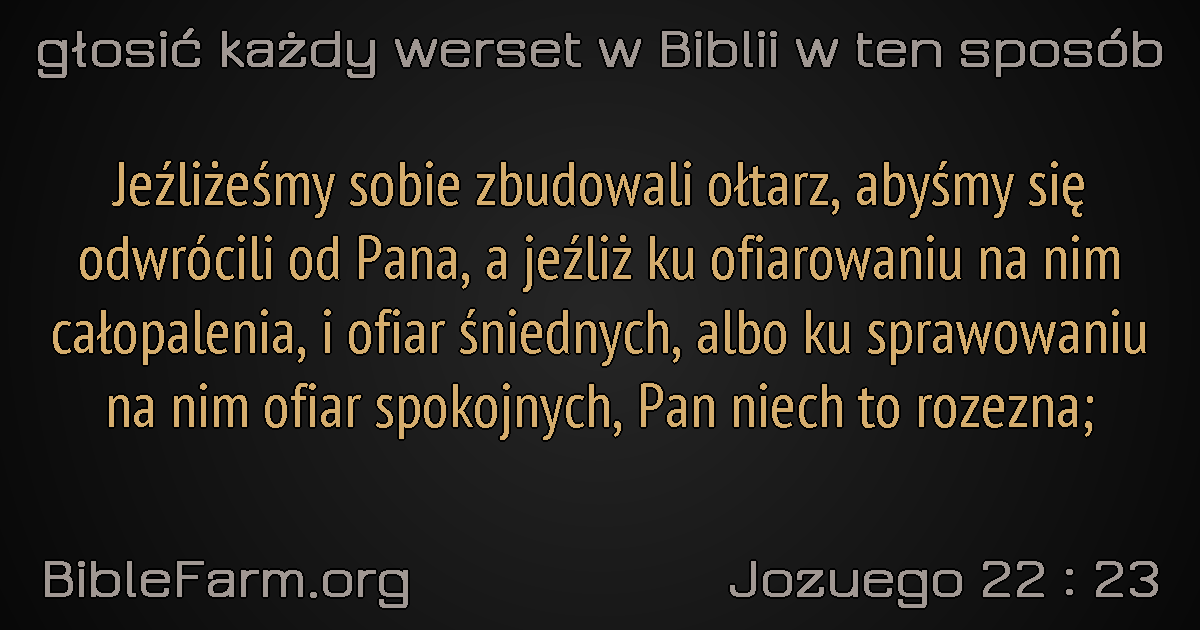 głosić każdy werset w Biblii w ten sposób
Jeźliżeśmy sobie zbudowali ołtarz, abyśmy się
odwrócili od Pana, a jeźliż ku ofiarowaniu na nim
całopalenia, i ofiar śniednych, albo ku sprawowaniu
na nim ofiar spokojnych, Pan niech to rozezna;
BibleFarm.org
Jozuego 22 : 23